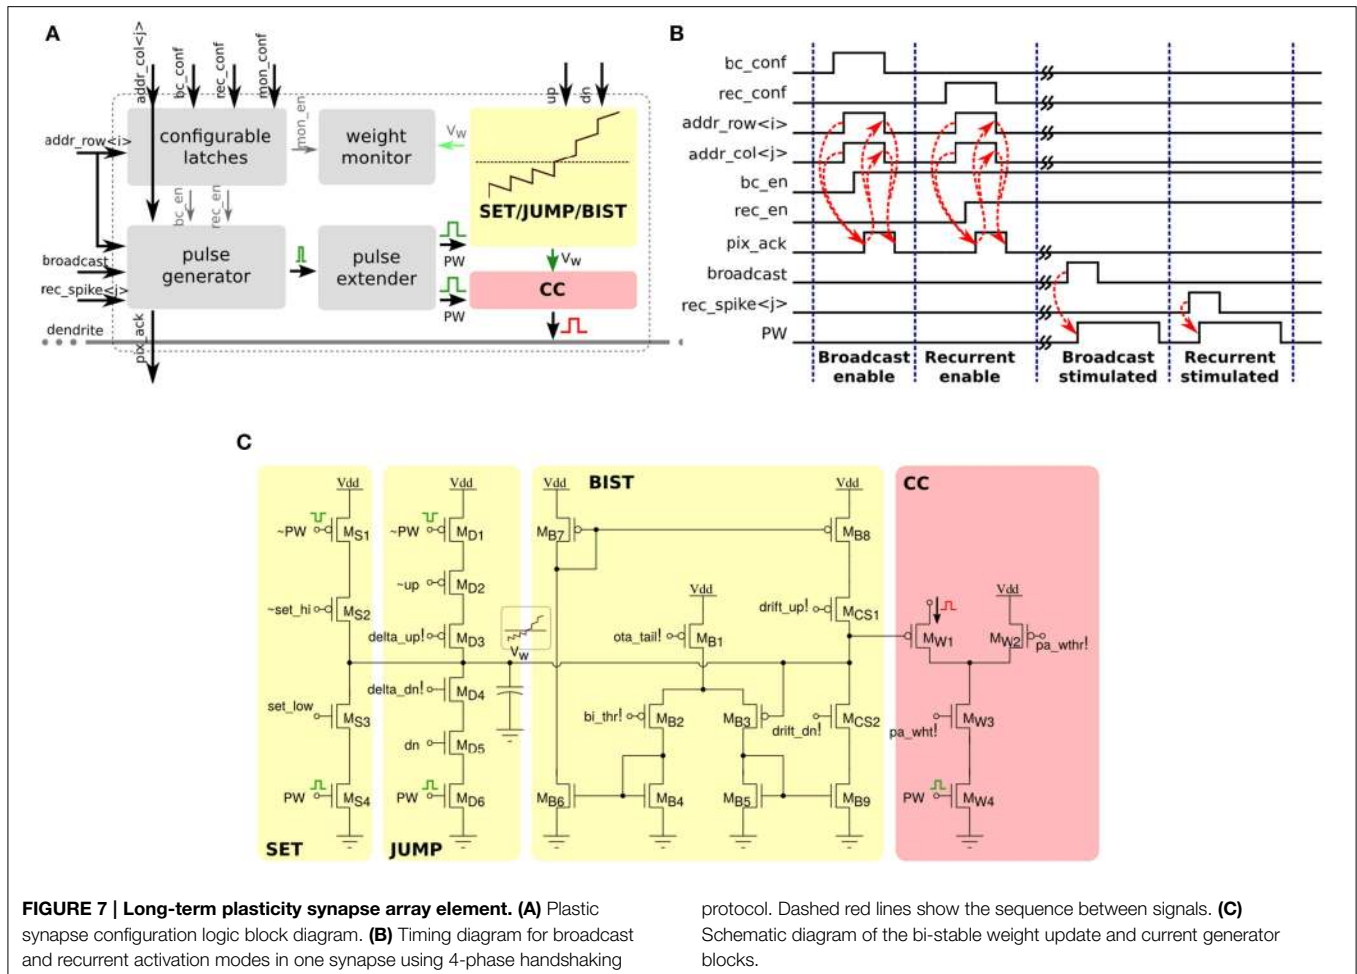 A
addr_col<j>
bc_conf
rec_conf
mon_conf
up
dn
addr_row<i>
configurable
latches
mon_en
weight
monitor
Vw
SET/JUMP/BIST
bc_en
rec_en
broadcast
rec_spike<j>
pulse
generator
pulse
extender
PW
PW
Vw
CC
dendrite
pix_ack
B
bc_conf
rec_conf
addr_row<i>
addr_col<j>
bc_en
rec_en
pix_ack
broadcast
rec_spike<j>
PW
Broadcast
enable
Recurrent
enable
Broadcast
stimulated
Recurrent
stimulated
C
Vdd
~PW
MS1
~set_hi
MS2
set_low
MS3
PW
MS4
SET
Vdd
~PW
MD1
~up
MD2
delta_up!
MD3
delta_dn!
MD4
dn
MD5
PW
MD6
JUMP
Vw
BIST
Vdd
MB7
Vdd
MB8
Vdd
ota_tail!
MB1
drift_up!
MCS1
bi_thr!
MB2
MB3
drift_dn!
MCS2
MB6
MB4
MB5
MB9
CC
MW1
Vdd
MW2
pa_wthr!
pa_wht!
MW3
PW
MW4
FIGURE 7 | Long-term plasticity synapse array element. (A) Plastic
synapse configuration logic block diagram. (B) Timing diagram for broadcast
and recurrent activation modes in one synapse using 4-phase handshaking
protocol. Dashed red lines show the sequence between signals. (C)
Schematic diagram of the bi-stable weight update and current generator
blocks.